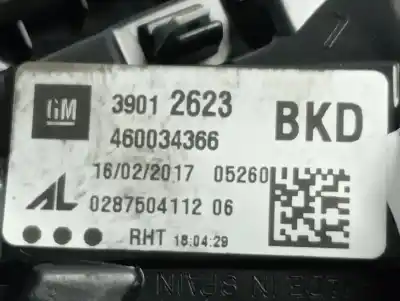 GM
3901 2623
BKD
460034366
16/02/2017 05260
AL
0287504112 06
RHT 18:04:29